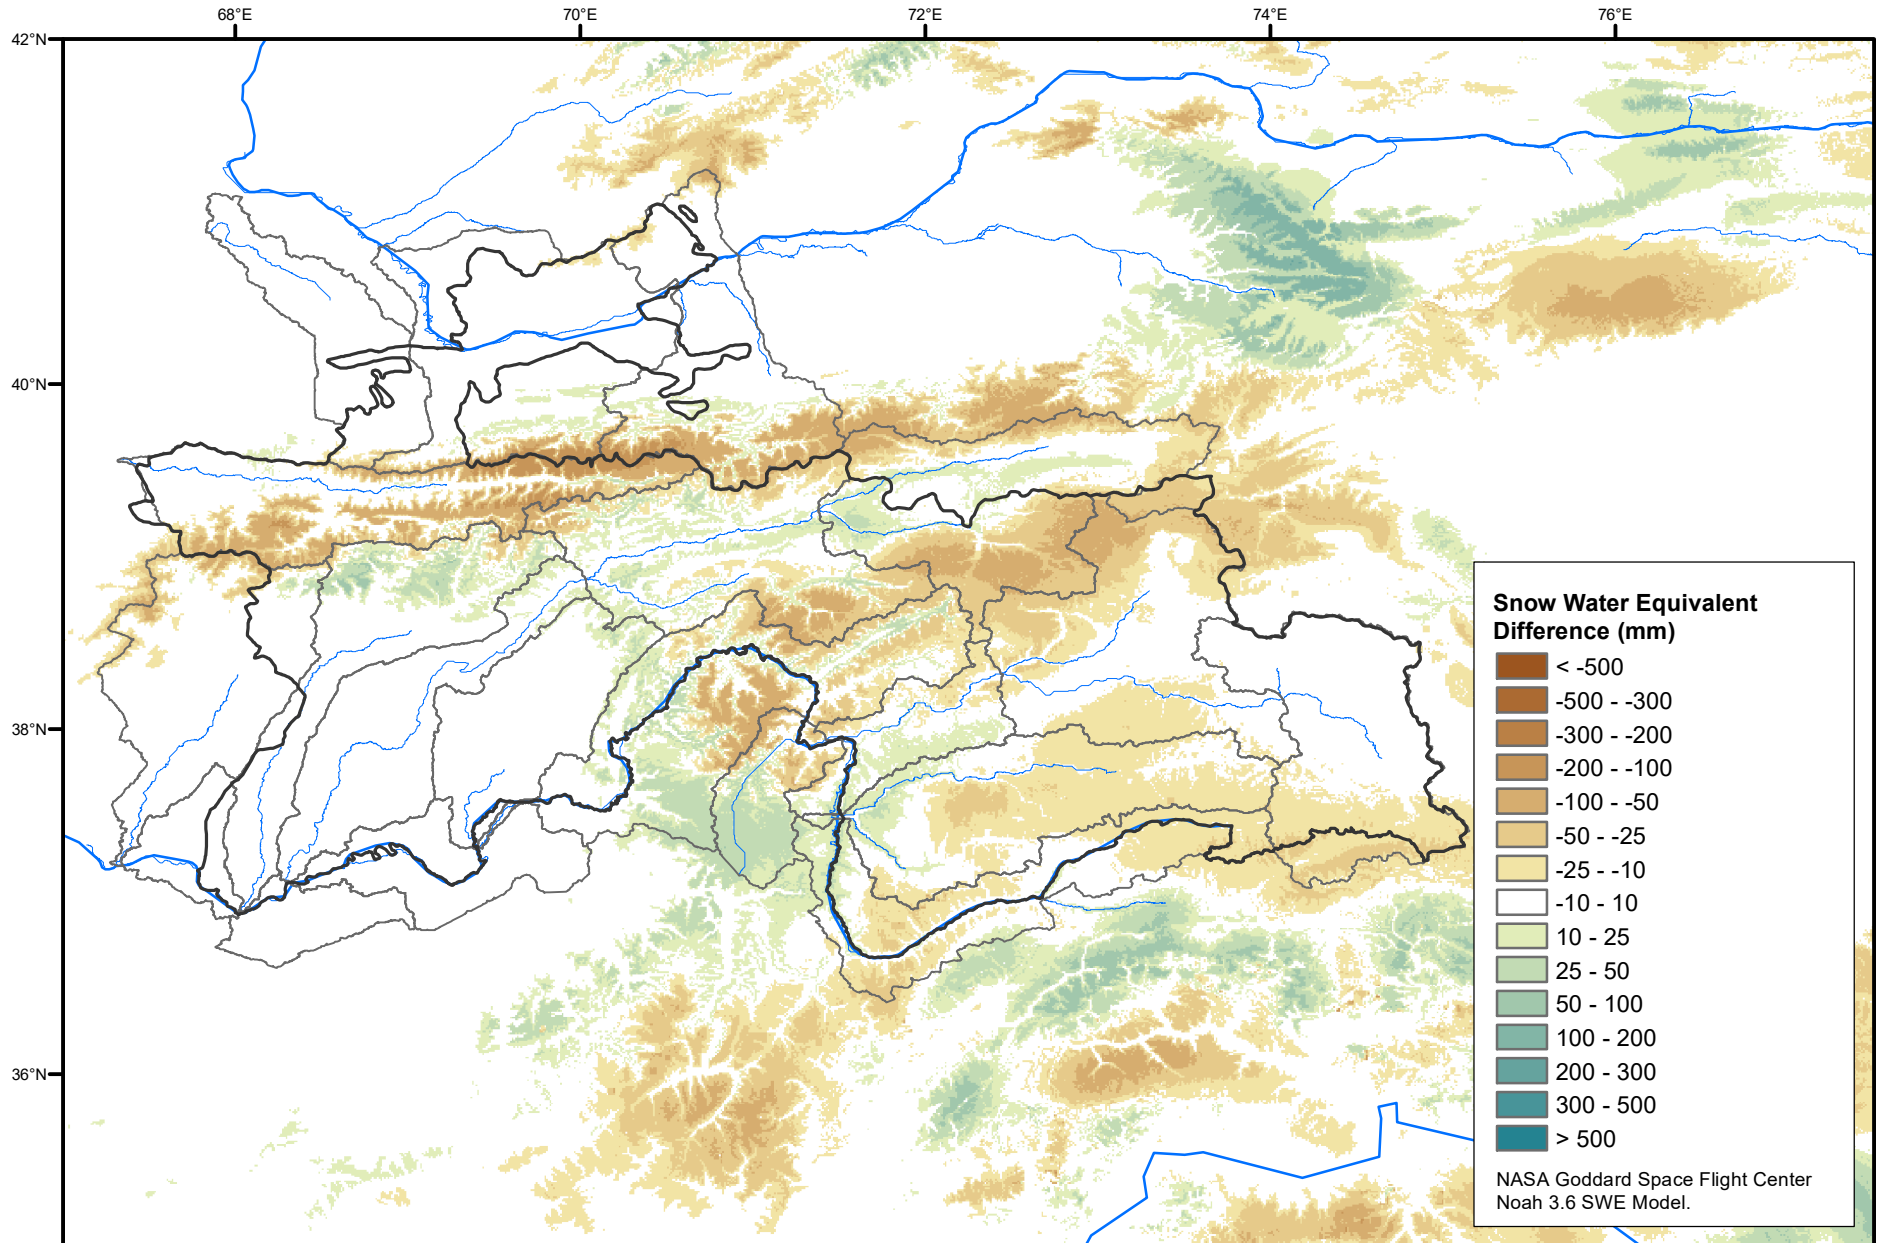 68°E 70°E 72°E 74°E 76°E
42°N
40°N
38°N
36°N
Snow Water Equivalent
Difference (mm)
< -500
-500 - -300
-300 - -200
-200 - -100
-100 - -50
-50 - -25
-25 - -10
-10 - 10
10 - 25
25 - 50
50 - 100
100 - 200
200 - 300
300 - 500
> 500
NASA Goddard Space Flight Center
Noah 3.6 SWE Model.